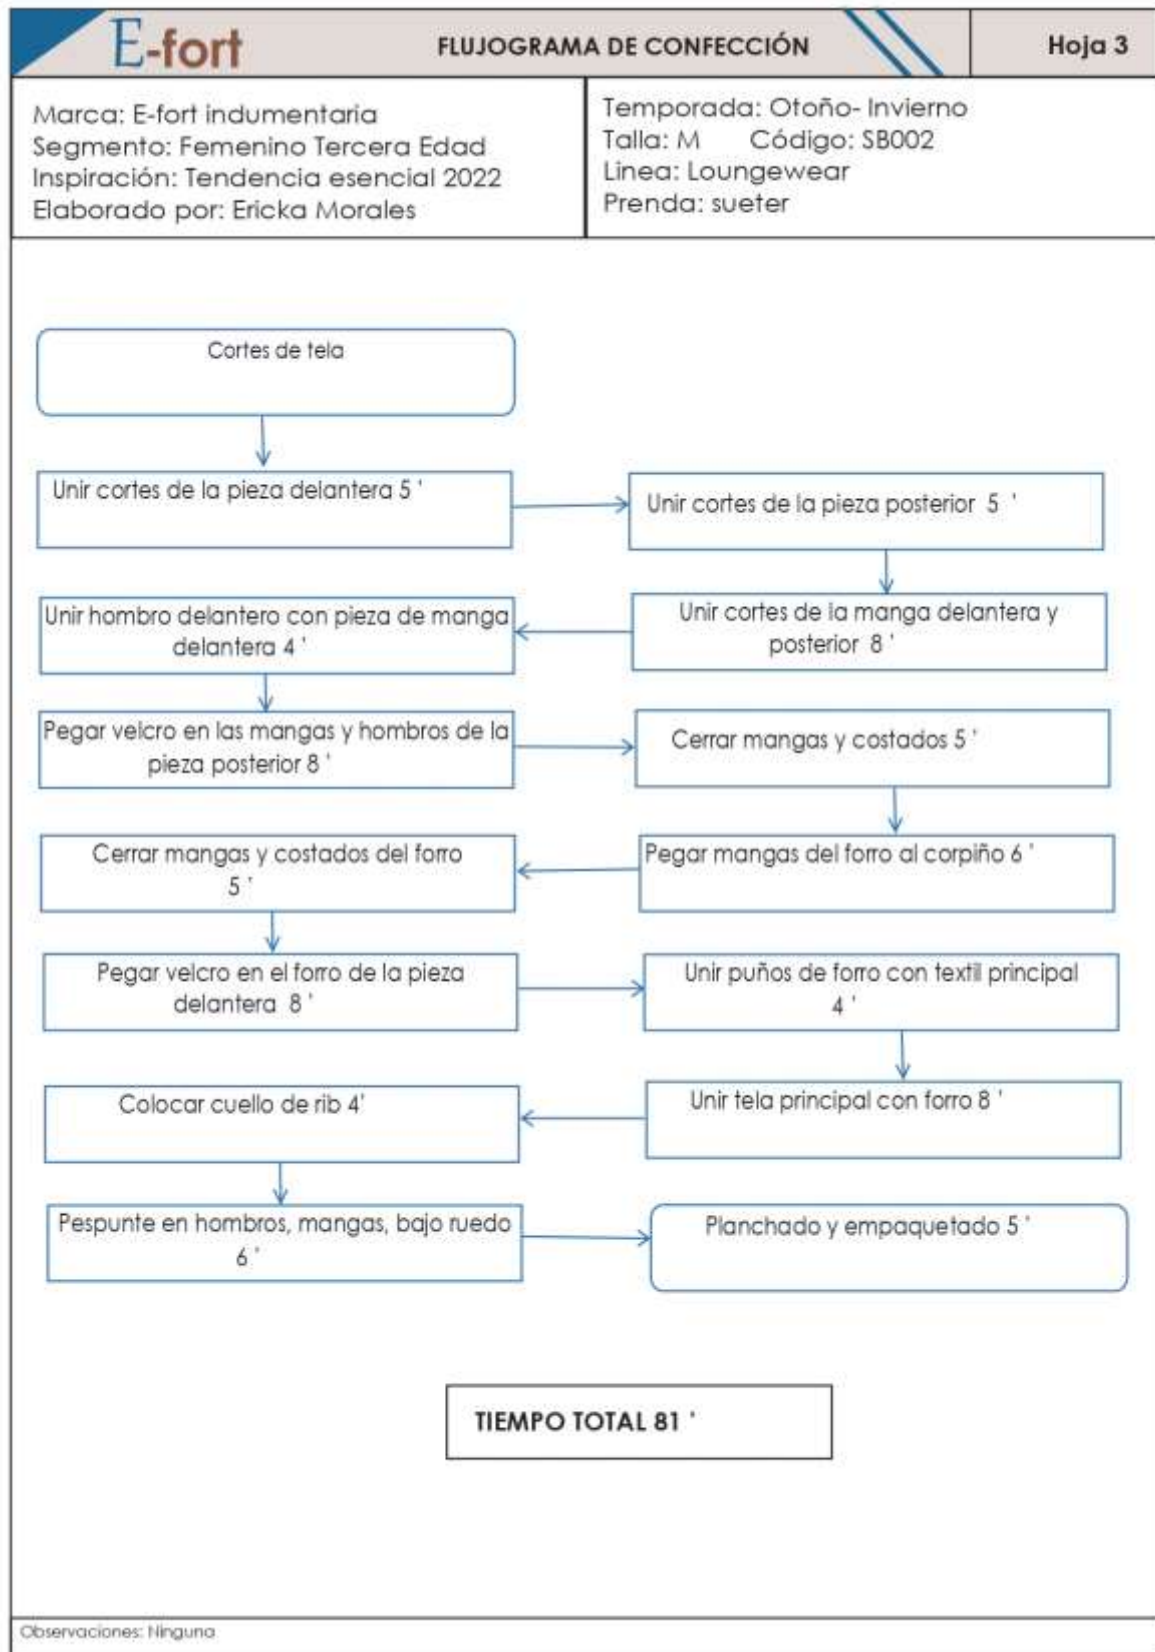 E-fort
FLUJOGRAMA DE CONFECCIÓN
Hoja 3
Marca: E-fort indumentaria
Segmento: Femenino Tercera Edad
Inspiración: Tendencia esencial 2022
Elaborado por: Ericka Morales
Temporada: Otoño- Invierno
Talla: M Código: SB002
Linea: Loungewear
Prenda: sueter
Cortes de tela
Unir cortes de la pieza delantera 5 '
Unir cortes de la pieza posterior 5 '
Unir cortes de la manga delantera y
posterior 8 '
Unir hombro delantero con pieza de manga
delantera 4 '
Pegar velcro en las mangas y hombros de la
pieza posterior 8 '
Cerrar mangas y costados 5 '
Pegar mangas del forro al corpiño 6 '
Cerrar mangas y costados del forro
5 '
Pegar velcro en el forro de la pieza
delantera 8 '
Unir puños de forro con textil principal
4 '
Unir tela principal con forro 8 '
Colocar cuello de rib 4'
Pespunte en hombros, mangas, bajo ruedo
6 '
Planchado y empaquetado 5 '
TIEMPO TOTAL 81 '
Observaciones: Ninguna